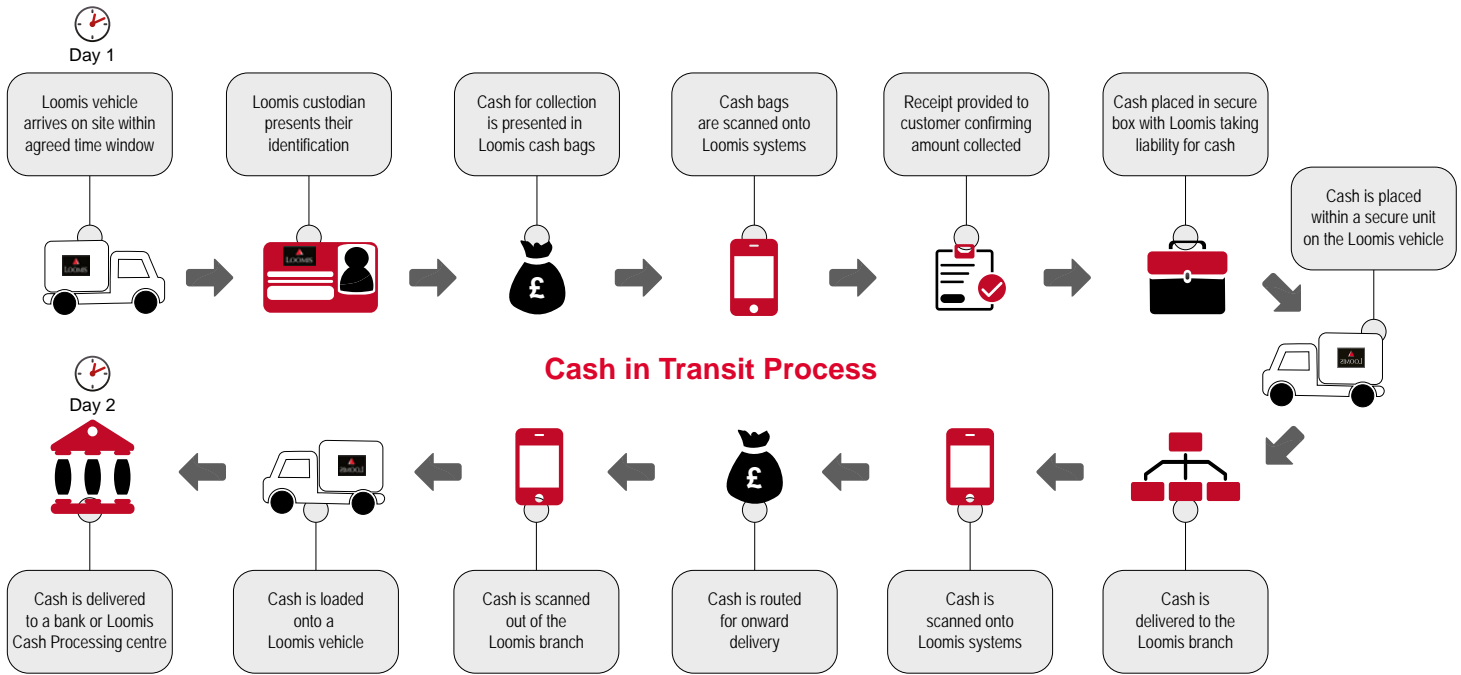 Day 1
Loomis vehicle
arrives on site within
agreed time window
Loomis custodian
presents their
identification
Cash for collection
is presented in
Loomis cash bags
Cash bags
are scanned onto
Loomis systems
Receipt provided to
customer confirming
amount collected
Cash placed in secure
box with Loomis taking
liability for cash
Cash is placed
within a secure unit
on the Loomis vehicle
LOOMIS
LOOMIS
£
Cash in Transit Process
LOOMIS
Day 2
LOOMIS
£
Cash is delivered
to a bank or Loomis
Cash Processing centre
Cash is loaded
onto a
Loomis vehicle
Cash is scanned
out of the
Loomis branch
Cash is routed
for onward
delivery
Cash is
scanned onto
Loomis systems
Cash is
delivered to the
Loomis branch